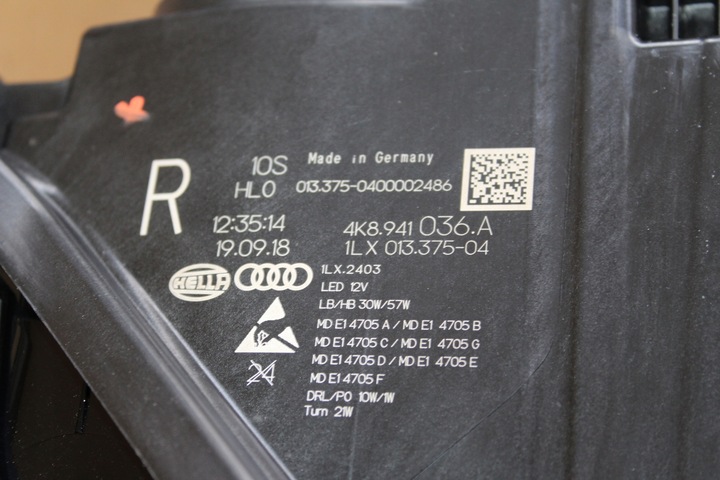 R
10S Made in Germany
HL0 013.375-0400002486
12:35:14 4K8.941 036.A
19.09.18 1LX 013.375-04
HELLA 1LX.2403
LED 12V
LB/HB 30W/57W
MD E1 4705 A / MD E1 4705 B
MD E1 4705 C / MD E1 4705 G
MD E1 4705 D / MD E1 4705 E
24 MD E1 4705 F
DRL/PO 10W/1W
Turn 21W